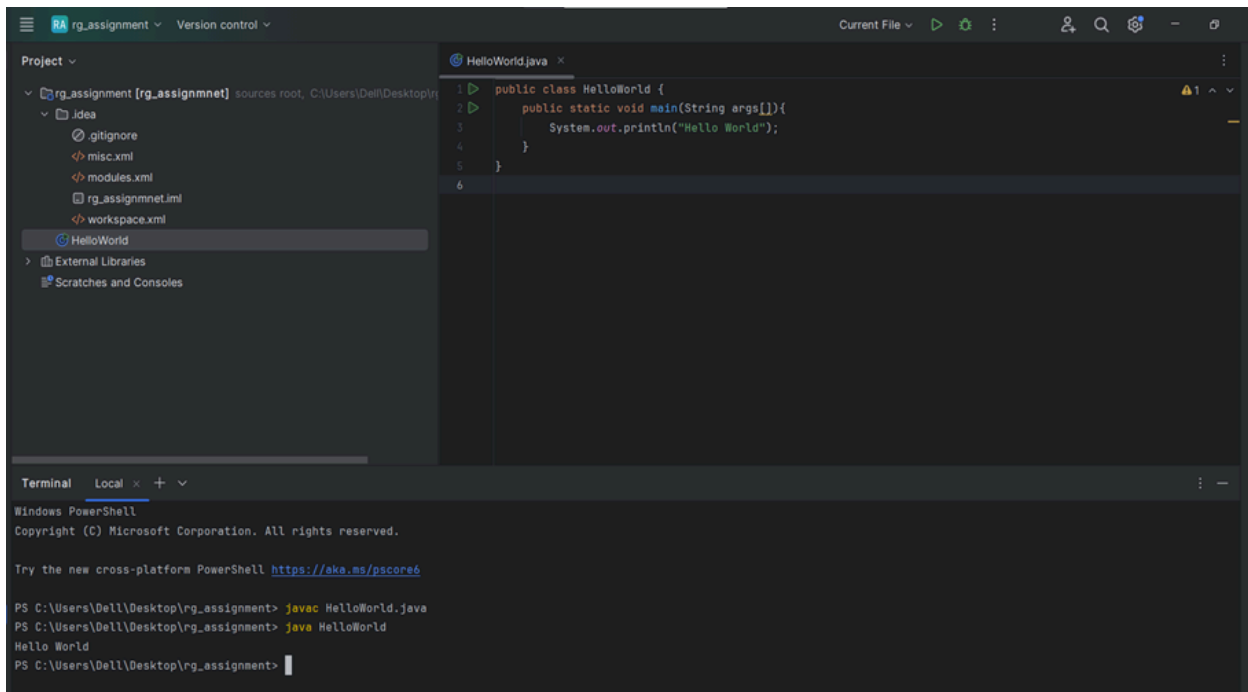 RA rg_assignment Version control Current File
Project
HelloWorld.java
rg_assignment [rg_assignmnet] sources root, C:\Users\Dell\Desktop\r
.idea
.gitignore
misc.xml
modules.xml
rg_assignmnet.iml
workspace.xml
HelloWorld
External Libraries
Scratches and Consoles
1 public class HelloWorld {
2 public static void main(String args[]){
3 System.out.println("Hello World");
4 }
5 }
6
1
Terminal Local
Windows PowerShell
Copyright (C) Microsoft Corporation. All rights reserved.
Try the new cross-platform PowerShell https://aka.ms/pscore6
PS C:\Users\Dell\Desktop\rg_assignment> javac HelloWorld.java
PS C:\Users\Dell\Desktop\rg_assignment> java HelloWorld
Hello World
PS C:\Users\Dell\Desktop\rg_assignment>